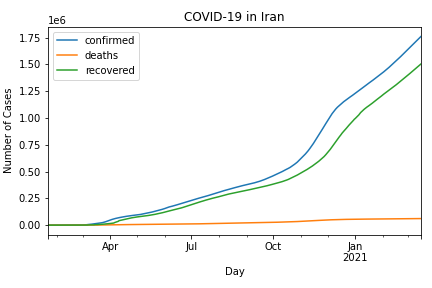 COVID-19 in Iran
1e6
confirmed
deaths
recovered
1.75
1.50
1.25
1.00
0.75
0.50
0.25
0.00
Number of Cases
Apr
Jul
Oct
Jan
2021
Day